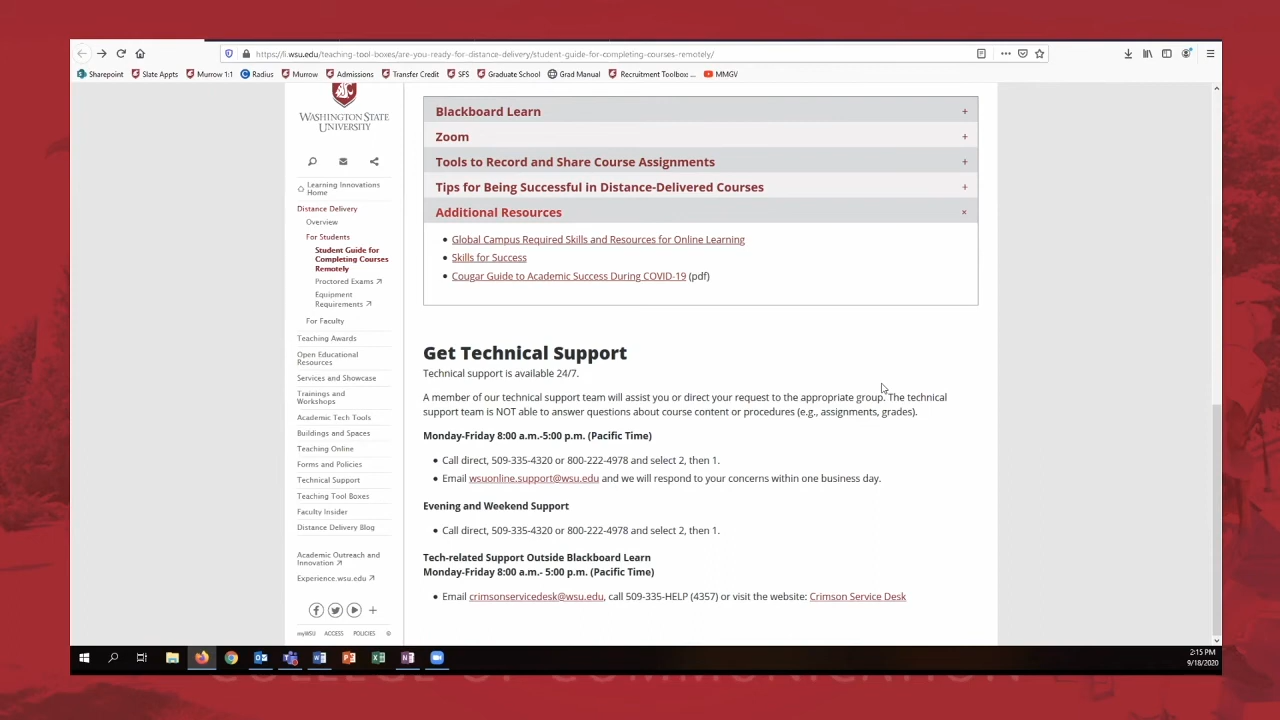 https://li.wsu.edu/teaching-tool-boxes/are-you-ready-for-distance-delivery/student-guide-for-completing-courses-remotely/
Sharepoint Slate Appts Murrow 1:1 Radius Murrow Admissions Transfer Credit SFS Graduate School Grad Manual Recruitment Toolbox: ... MMGV
WASHINGTON STATE
UNIVERSITY
Learning Innovations
Home
Distance Delivery
Overview
For Students
Student Guide for
Completing Courses
Remotely
Proctored Exams
Equipment
Requirements
For Faculty
Teaching Awards
Open Educational
Resources
Services and Showcase
Trainings and
Workshops
Academic Tech Tools
Buildings and Spaces
Teaching Online
Forms and Policies
Technical Support
Teaching Tool Boxes
Faculty Insider
Distance Delivery Blog
Academic Outreach and
Innovation
Experience.wsu.edu
myWSU ACCESS POLICIES ©
Blackboard Learn +
Zoom +
Tools to Record and Share Course Assignments +
Tips for Being Successful in Distance-Delivered Courses +
Additional Resources ×
• Global Campus Required Skills and Resources for Online Learning
• Skills for Success
• Cougar Guide to Academic Success During COVID-19 (pdf)
Get Technical Support
Technical support is available 24/7.
A member of our technical support team will assist you or direct your request to the appropriate group. The technical
support team is NOT able to answer questions about course content or procedures (e.g., assignments, grades).
Monday-Friday 8:00 a.m.-5:00 p.m. (Pacific Time)
• Call direct, 509-335-4320 or 800-222-4978 and select 2, then 1.
• Email wsuonline.support@wsu.edu and we will respond to your concerns within one business day.
Evening and Weekend Support
• Call direct, 509-335-4320 or 800-222-4978 and select 2, then 1.
Tech-related Support Outside Blackboard Learn
Monday-Friday 8:00 a.m.- 5:00 p.m. (Pacific Time)
• Email crimsonservicedesk@wsu.edu, call 509-335-HELP (4357) or visit the website: Crimson Service Desk
2:15 PM
9/18/2020
COLLEGE OF COMMUNICATION